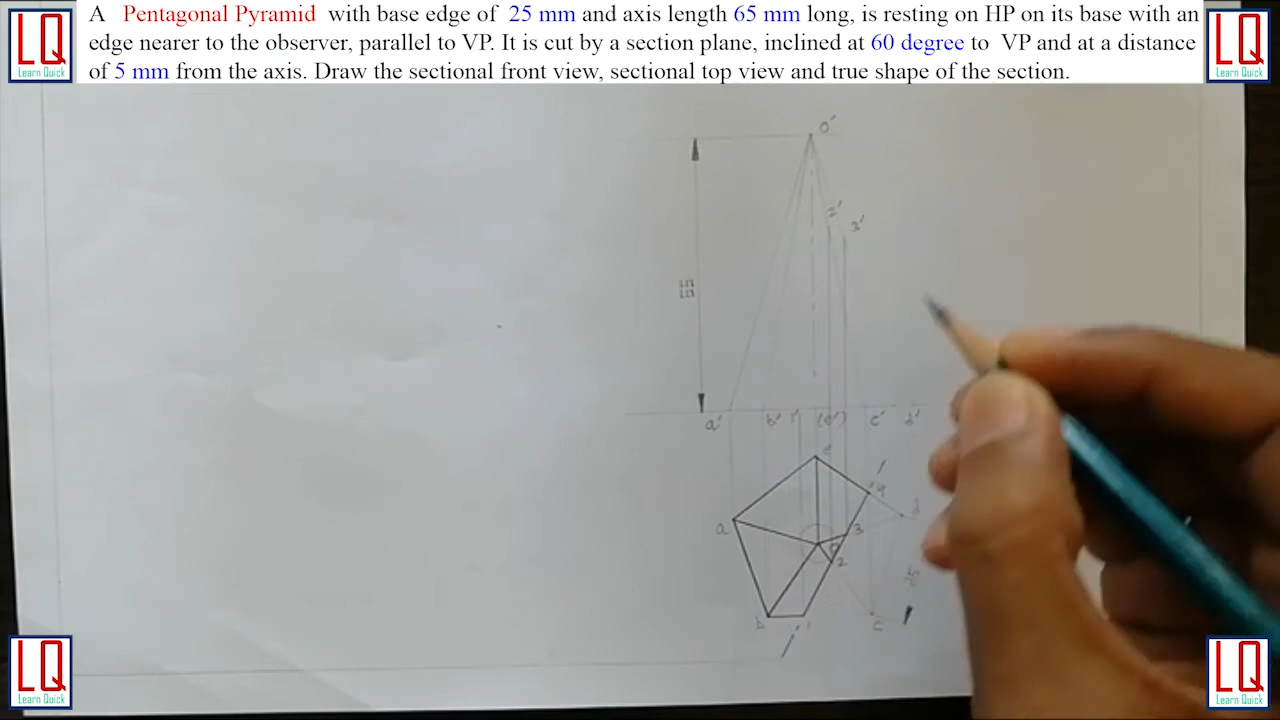 A Pentagonal Pyramid with base edge of 25 mm and axis length 65 mm long, is resting on HP on its base with an
edge nearer to the observer, parallel to VP. It is cut by a section plane, inclined at 60 degree to VP and at a distance
of 5 mm from the axis. Draw the sectional front view, sectional top view and true shape of the section.
LQ
Learn Quick
LQ
Learn Quick
o'
2'
3'
65
a' b' 1' (e') c' d'
e
4
a
d
3
o
2
b
1
c
LQ
Learn Quick
LQ
Learn Quick